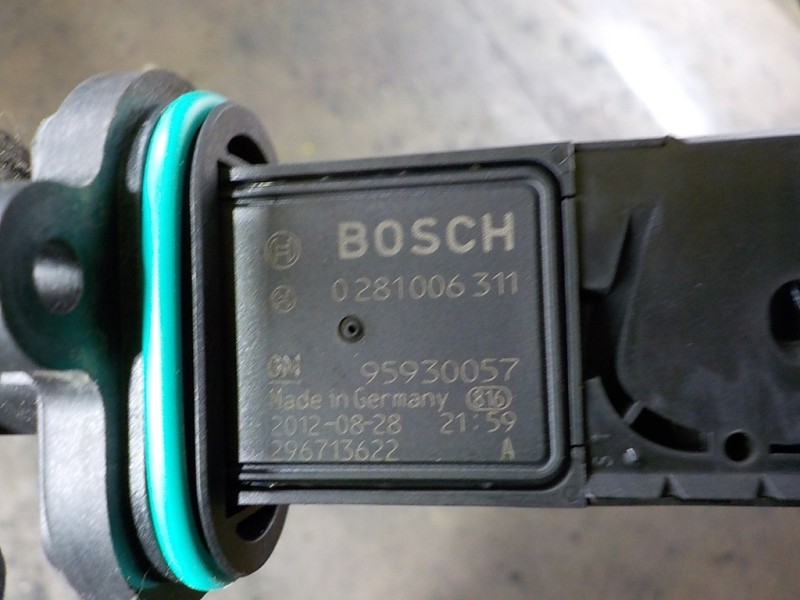 BOSCH
0 281 006 311
GM 95930057
Made in Germany 816
2012-08-28 21:59
296713622 A